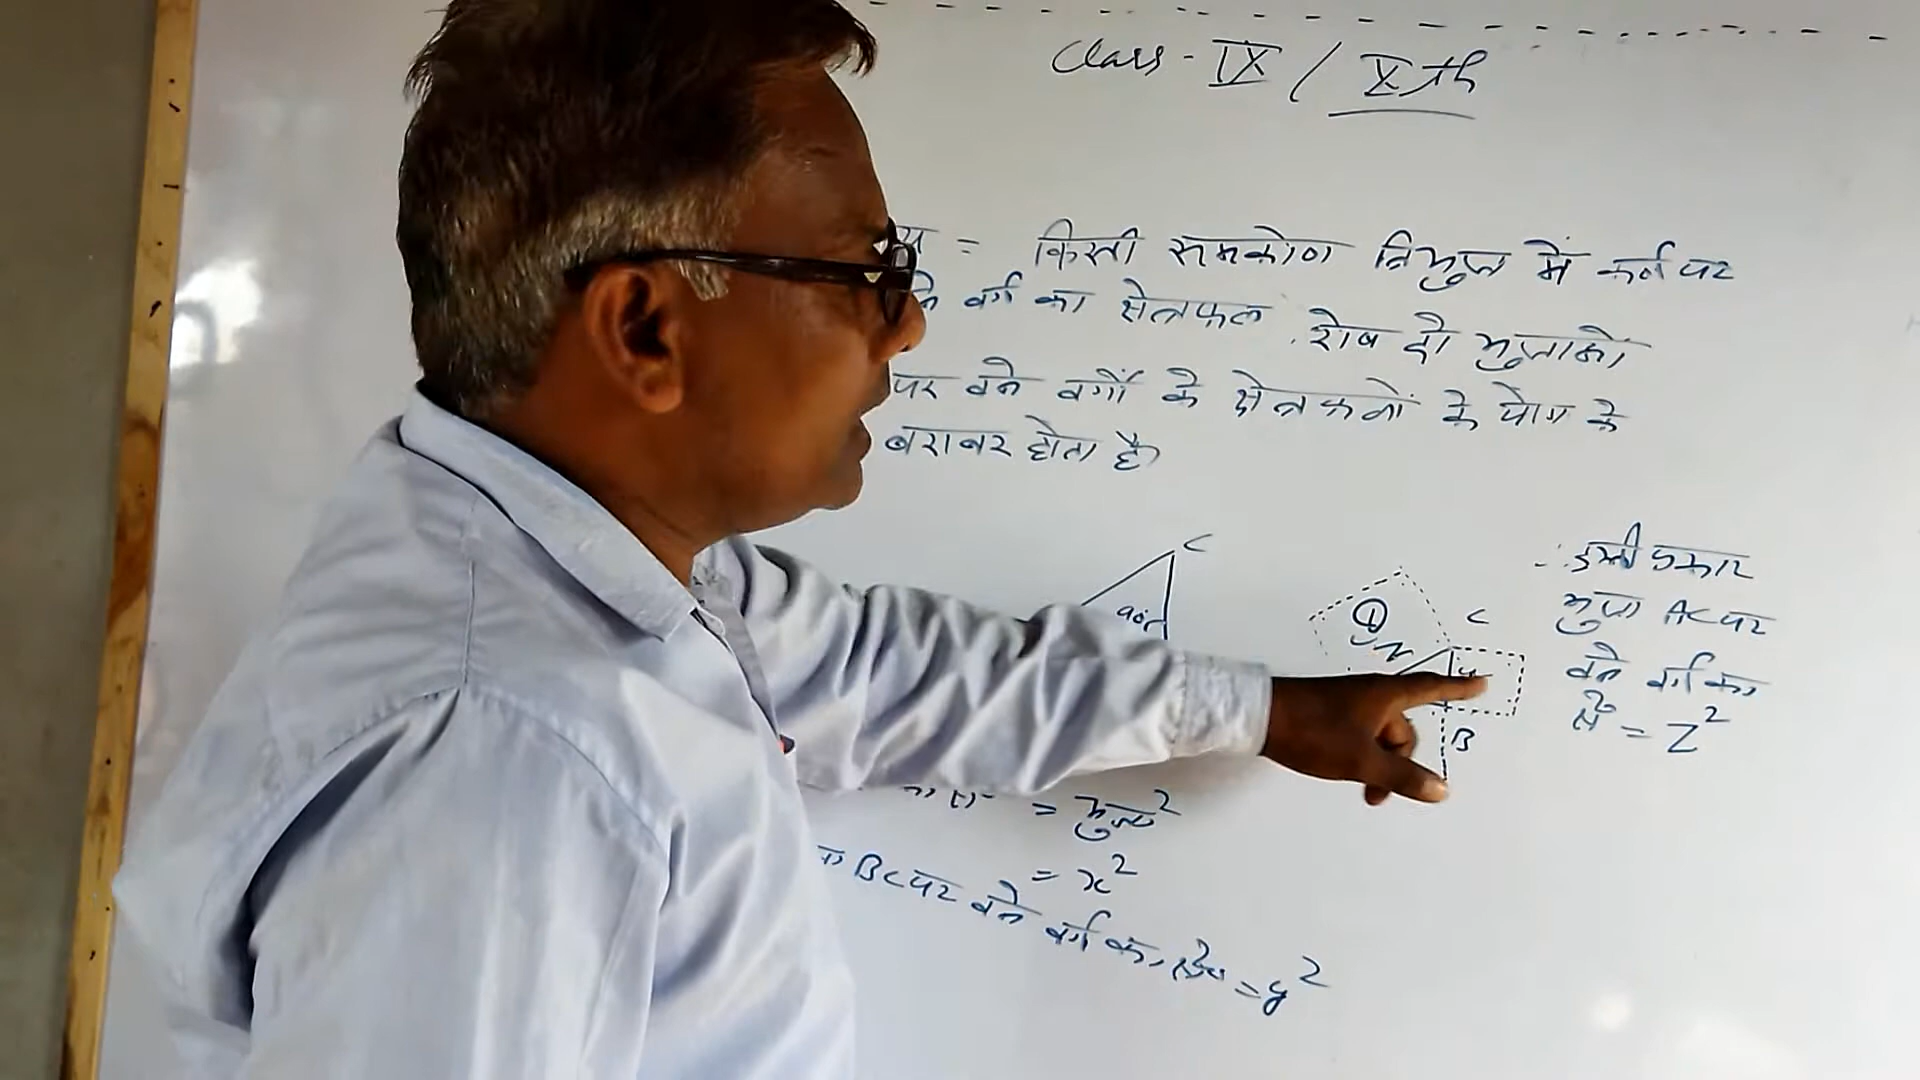 Class - IX / Xth
= किसी समकोण त्रिभुज में कर्ण पर
वर्ग का क्षेत्रफल शेष दो भुजाओं
पर बने वर्गों के क्षेत्रफलों के योग के
बराबर होता है
C
90°
1
C
y
B
इसी प्रकार
भुजा AC पर
बने वर्ग का
= Z²
= भुजा²
= x²
BC पर बने वर्ग का = y²